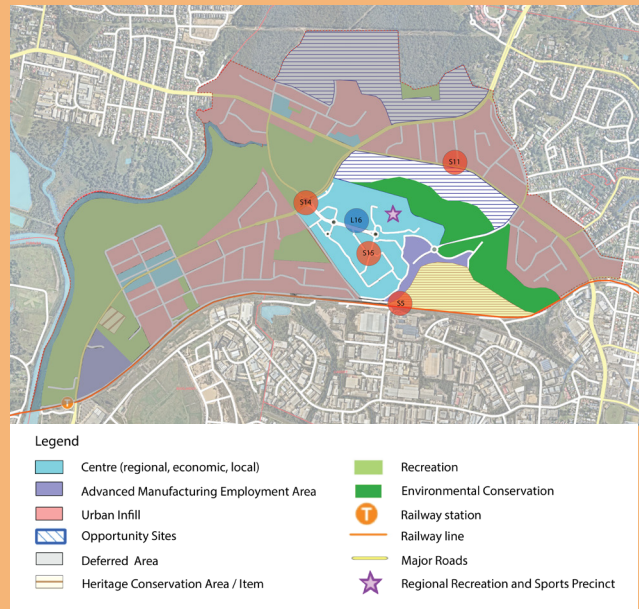 S11
S14
L16
S15
S5
T
Legend
Centre (regional, economic, local)
Advanced Manufacturing Employment Area
Urban Infill
Opportunity Sites
Deferred Area
Heritage Conservation Area / Item
Recreation
Environmental Conservation
T Railway station
Railway line
Major Roads
Regional Recreation and Sports Precinct